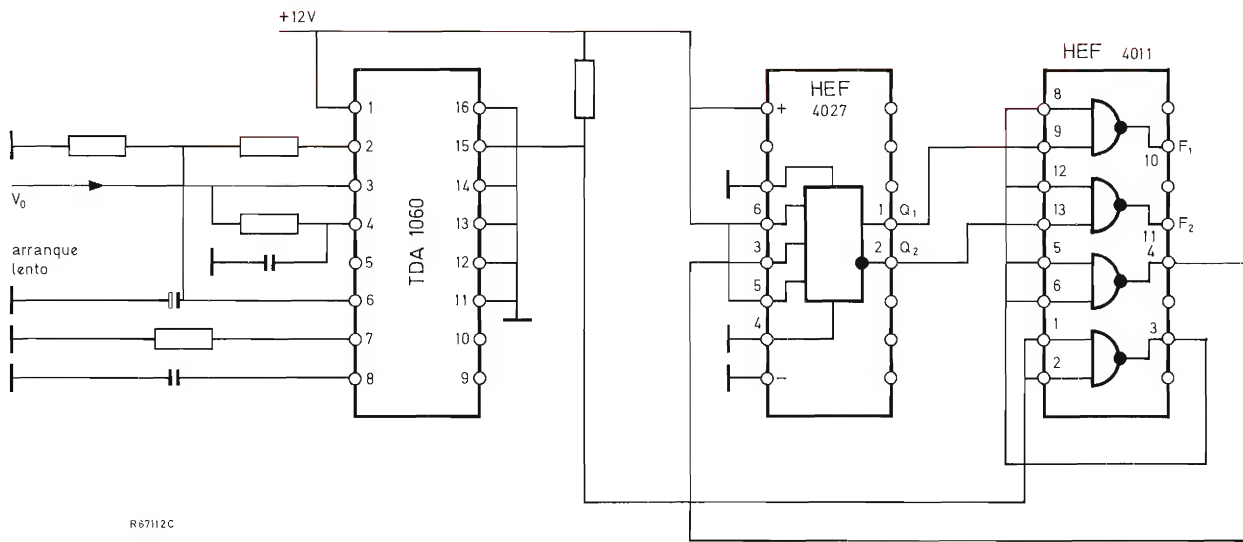 +12V
V₀
arranque
lento
TDA 1060
1
2
3
4
5
6
7
8
16
15
14
13
12
11
10
9
HEF
4027
+
6
3
5
4
–
1 Q₁
2 Q₂
HEF 4011
8
9
12
13
5
6
1
2
10 F₁
F₂
11
4
3
R67112C